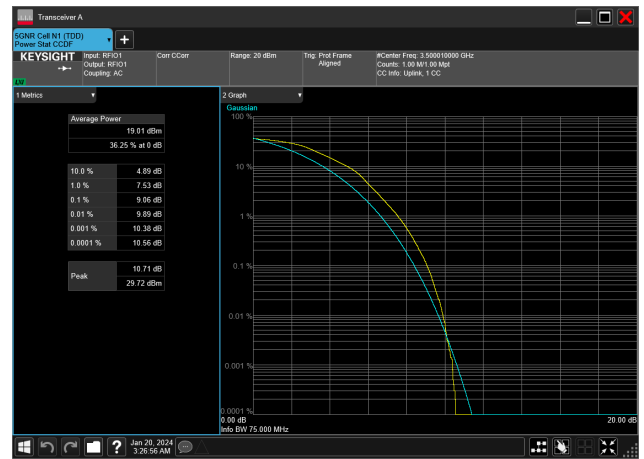 Transceiver A
5GNR Cell N1 (TDD)
Power Stat CCDF
KEYSIGHT
Input: RFIO1
Output: RFIO1
Coupling: AC
Corr CCorr
Range: 20 dBm
Trig: Prot Frame
Aligned
#Center Freq: 3.500010000 GHz
Counts: 1.00 M/1.00 Mpt
CC Info: Uplink, 1 CC
1 Metrics
Average Power
19.01 dBm
36.25 % at 0 dB
10.0 % 4.89 dB
1.0 % 7.53 dB
0.1 % 9.06 dB
0.01 % 9.89 dB
0.001 % 10.38 dB
0.0001 % 10.56 dB
Peak
10.71 dB
29.72 dBm
2 Graph
Gaussian
100 %
10 %
1 %
0.1 %
0.01 %
0.001 %
0.0001 %
0.00 dB
20.00 dB
Info BW 75.000 MHz
?
Jan 20, 2024
3:26:56 AM